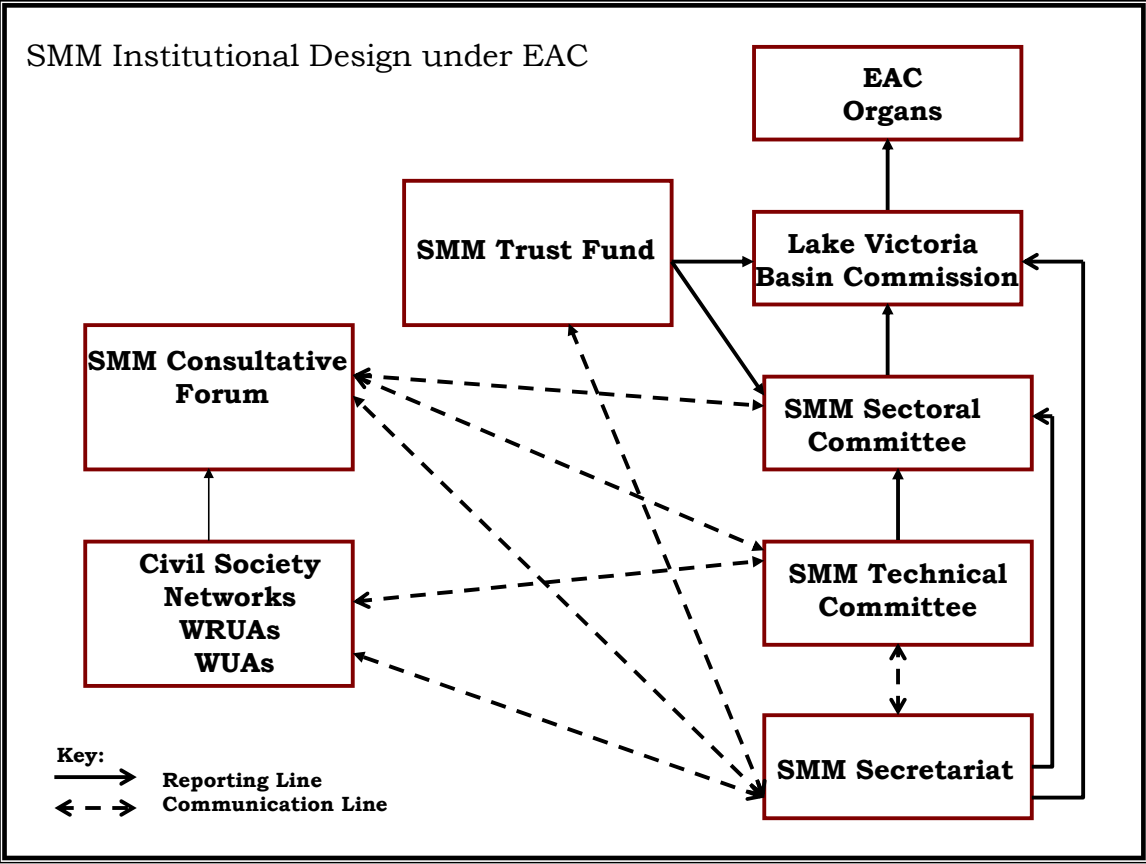 SMM Institutional Design under EAC
EAC
Organs
SMM Trust Fund
Lake Victoria
Basin Commission
SMM Consultative
Forum
SMM Sectoral
Committee
Civil Society
Networks
WRUAs
WUAs
SMM Technical
Committee
SMM Secretariat
Key:
Reporting Line
Communication Line